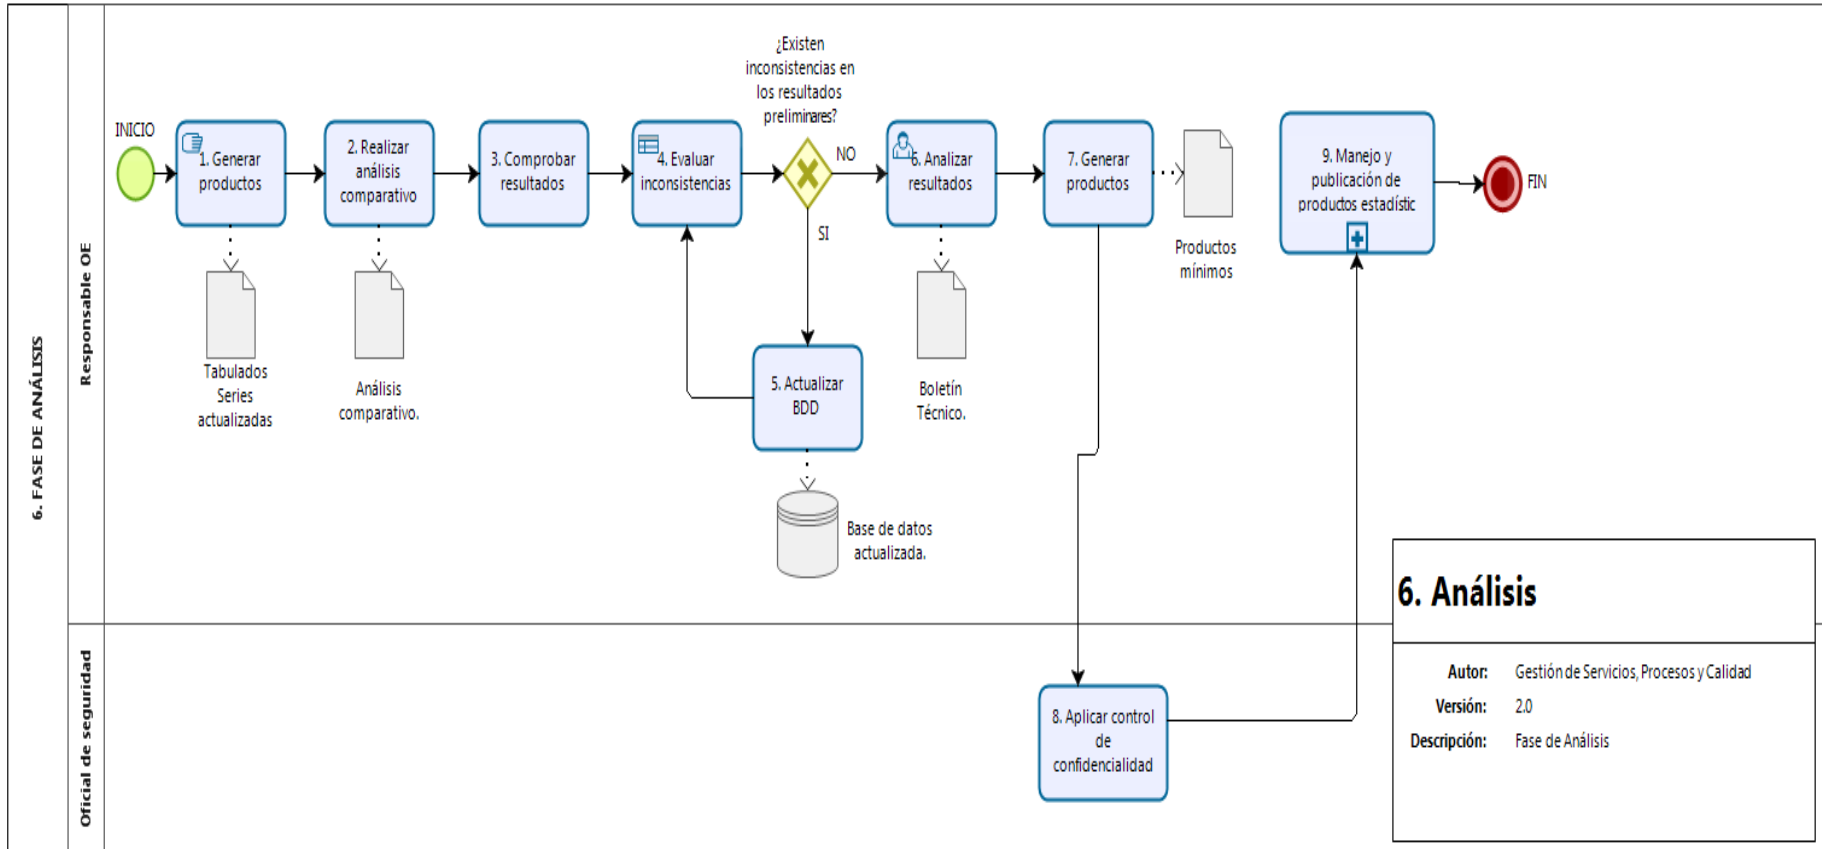 6. FASE DE ANÁLISIS
Responsable OE
INICIO
1. Generar
productos
Tabulados
Series
actualizadas
2. Realizar
análisis
comparativo
Análisis
comparativo.
3. Comprobar
resultados
4. Evaluar
inconsistencias
¿Existen
inconsistencias en
los resultados
preliminares?
NO
SI
5. Actualizar
BDD
Base de datos
actualizada.
6. Analizar
resultados
Boletín
Técnico.
7. Generar
productos
Productos
mínimos
9. Manejo y
publicación de
productos estadístic
FIN
Oficial de seguridad
8. Aplicar control
de
confidencialidad
6. Análisis
Autor: Gestión de Servicios, Procesos y Calidad
Versión: 2.0
Descripción: Fase de Análisis